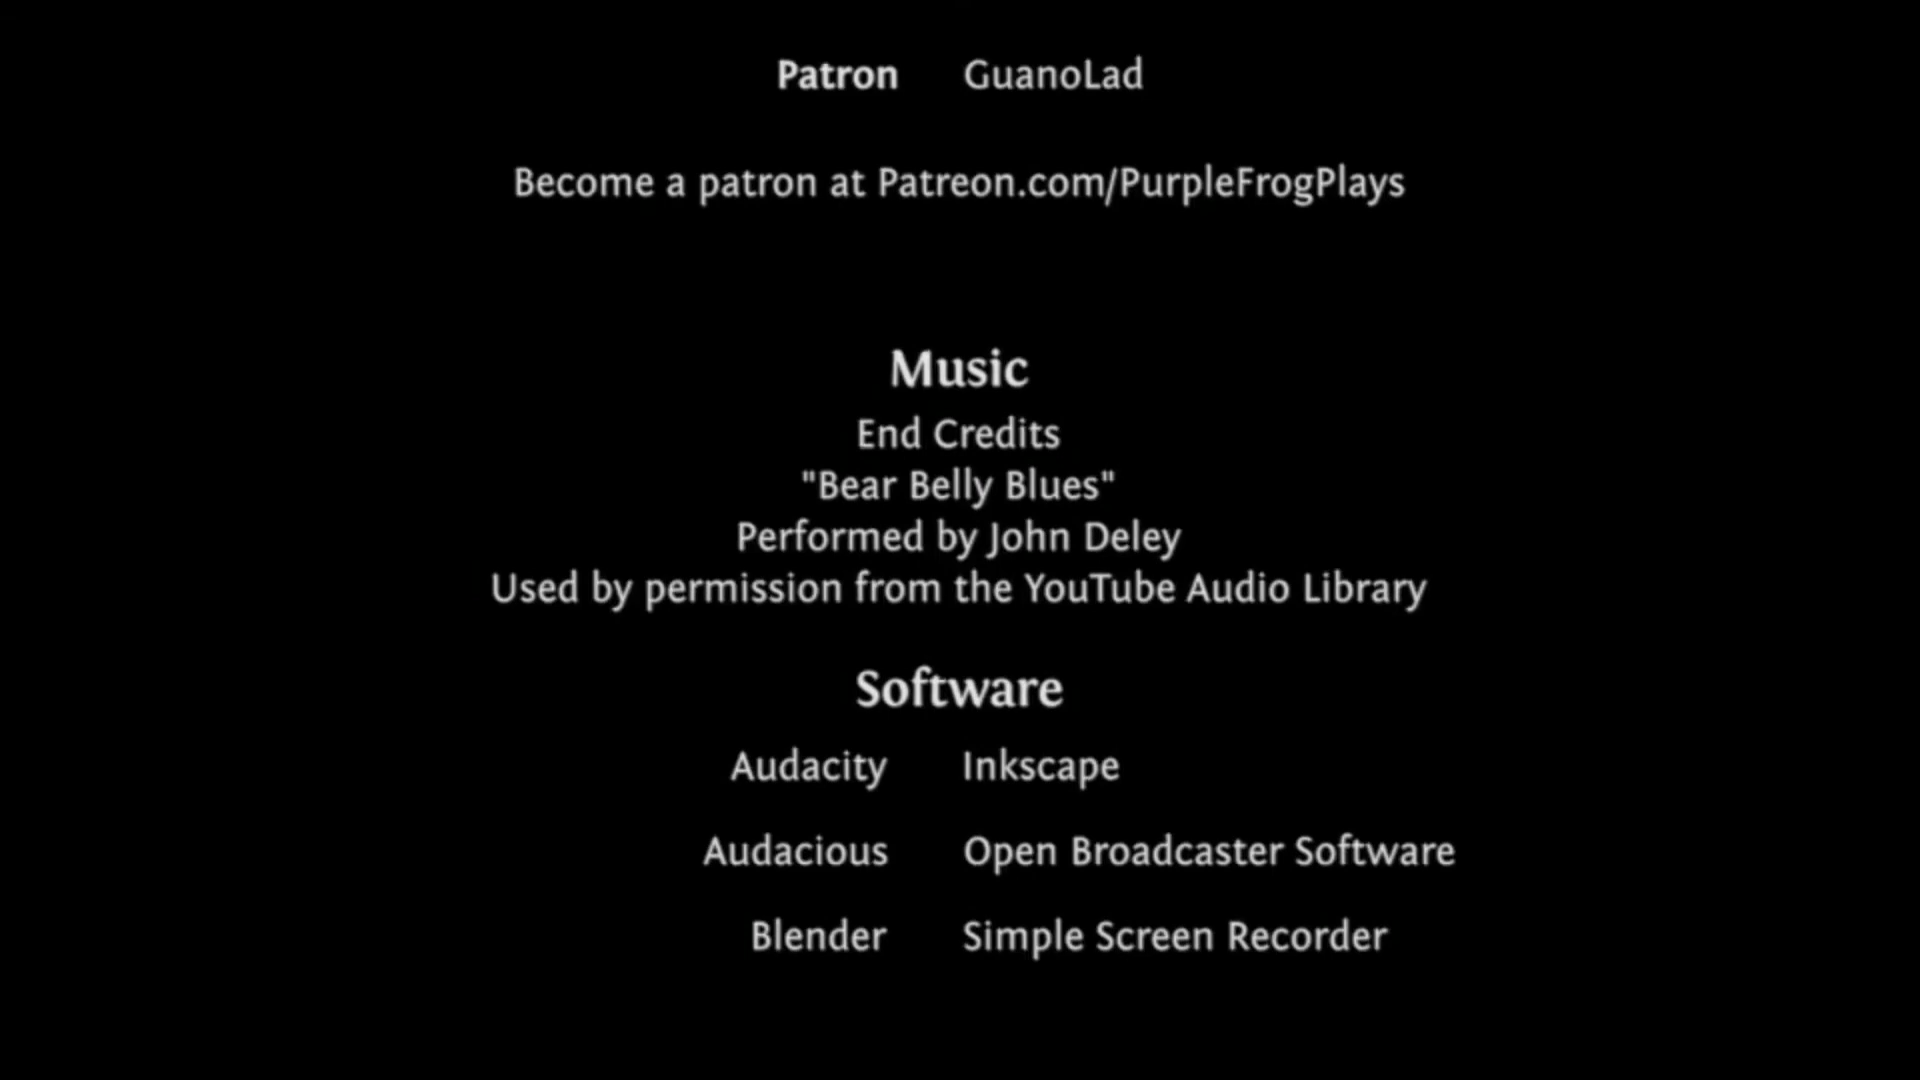 Patron GuanoLad
Become a patron at Patreon.com/PurpleFrogPlays
Music
End Credits
"Bear Belly Blues"
Performed by John Deley
Used by permission from the YouTube Audio Library
Software
Audacity Inkscape
Audacious Open Broadcaster Software
Blender Simple Screen Recorder